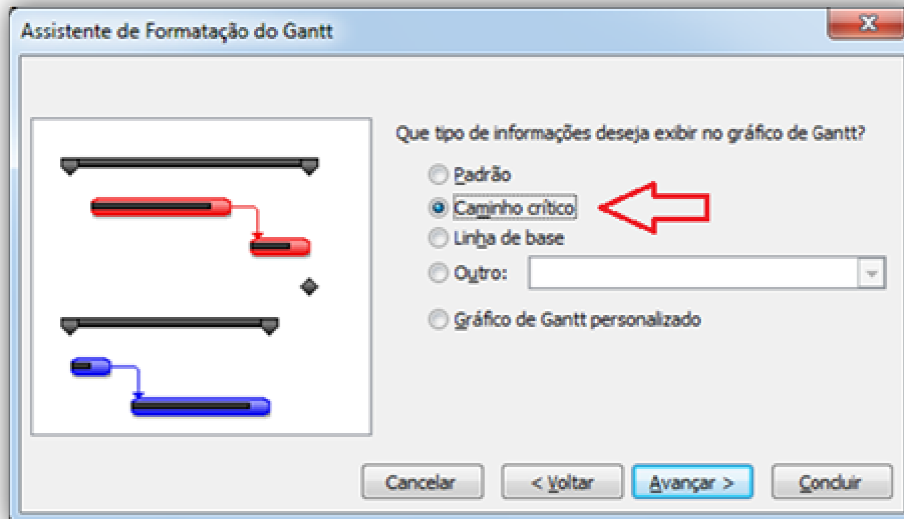 Assistente de Formatação do Gantt
Que tipo de informações deseja exibir no gráfico de Gantt?
Padrão
Caminho crítico
Linha de base
Outro:
Gráfico de Gantt personalizado
Cancelar
< Voltar
Avançar >
Concluir